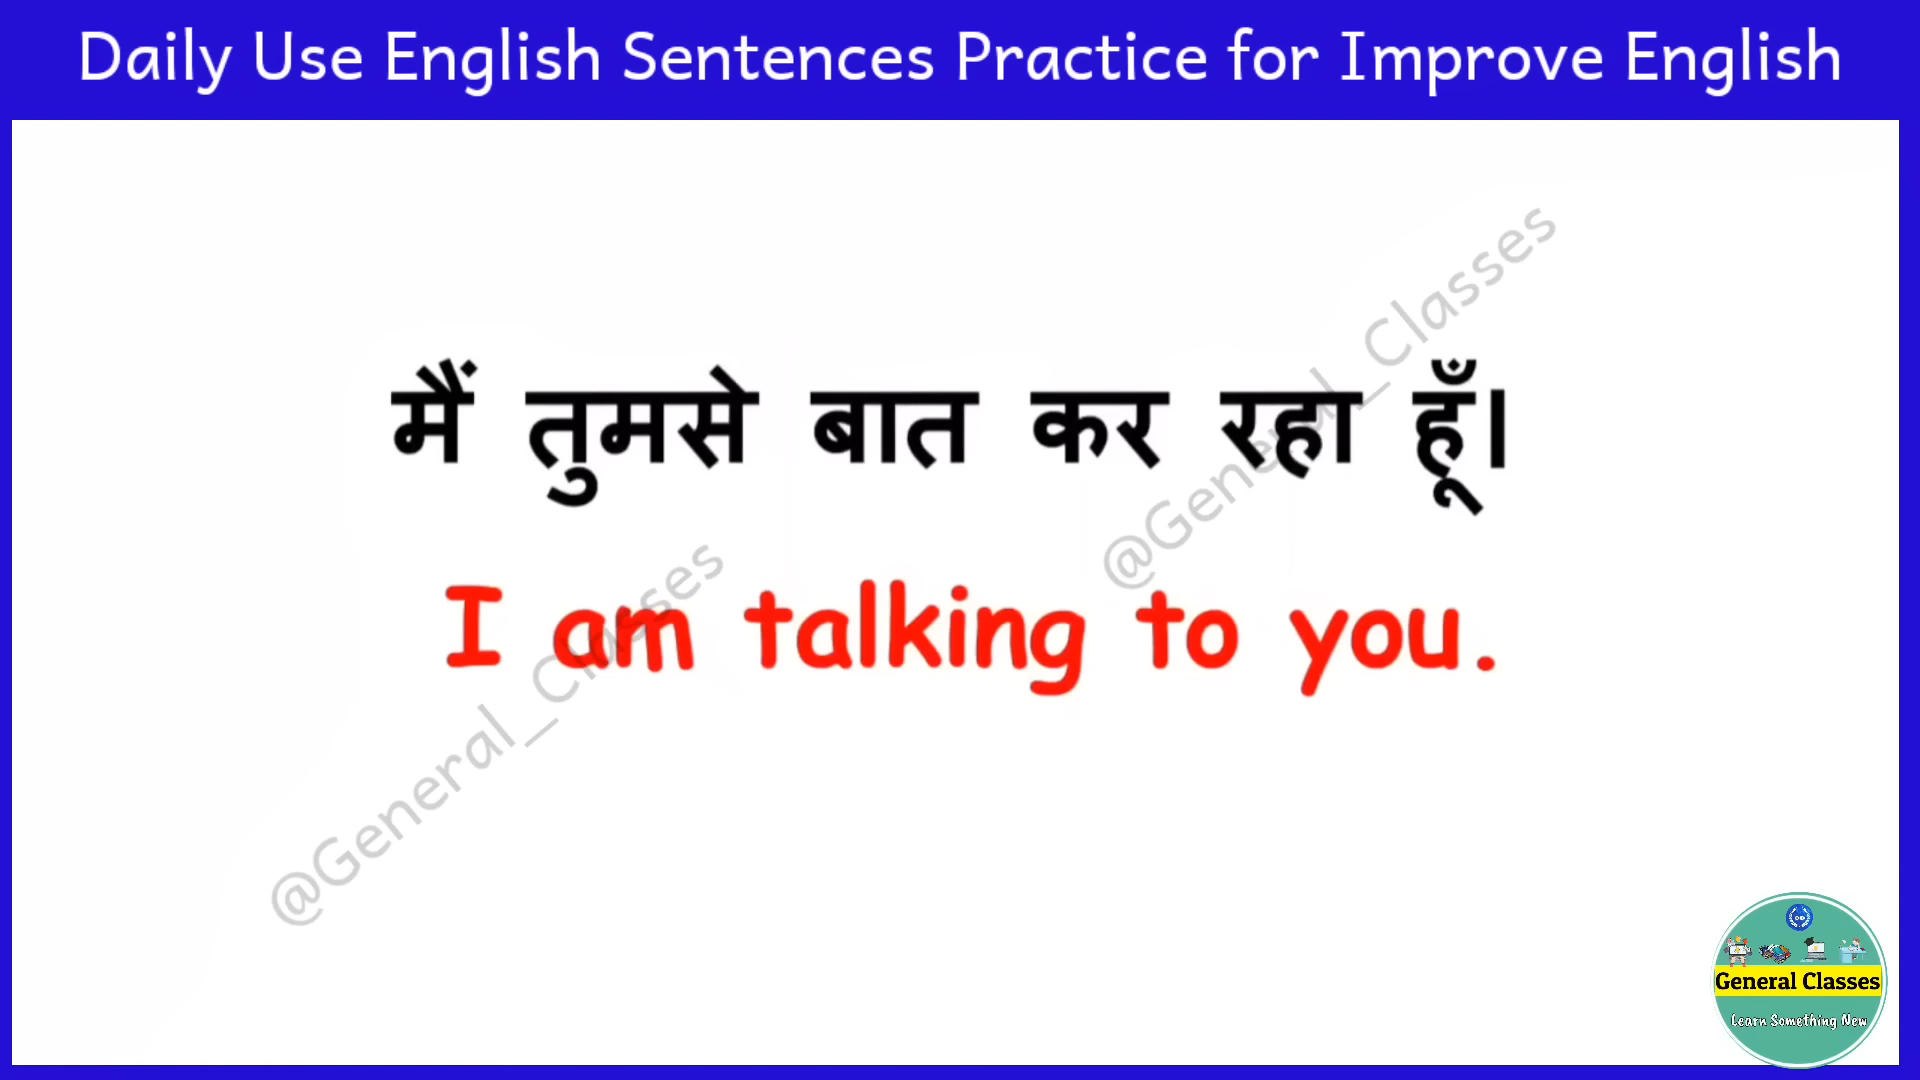 Daily Use English Sentences Practice for Improve English
मैं तुमसे बात कर रहा हूँ।
I am talking to you.
@General_Classes
@General_Classes
General Classes
Learn Something New